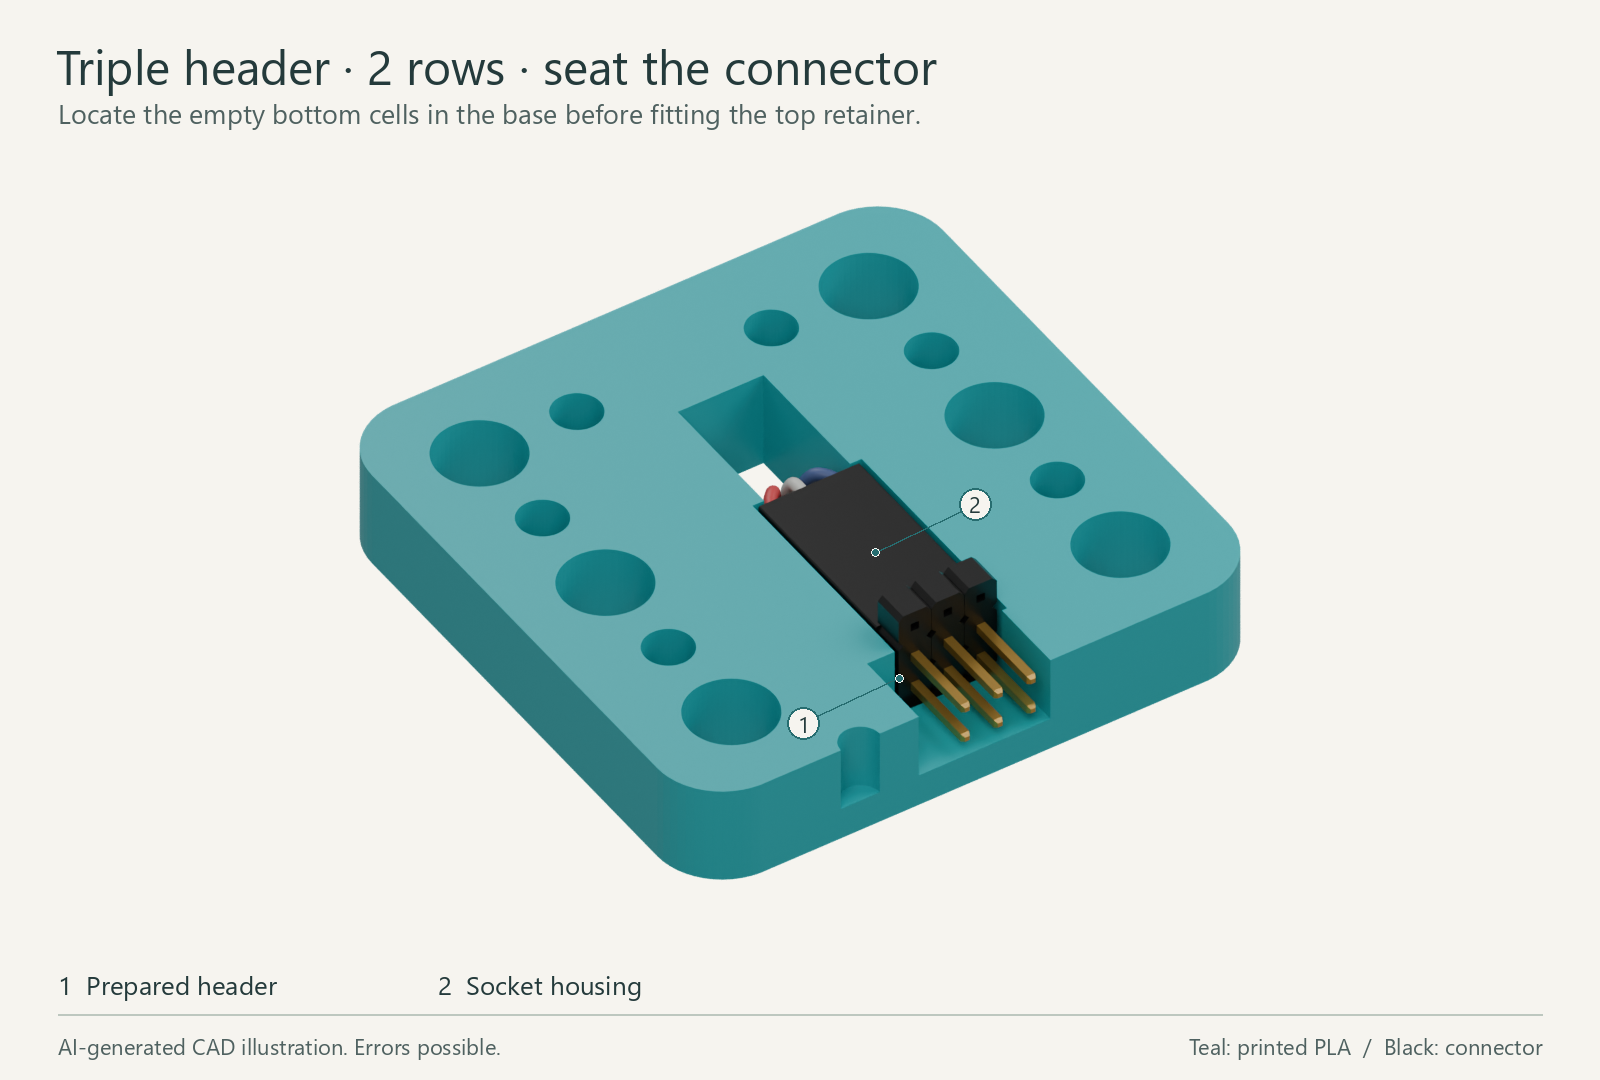 Triple header · 2 rows · seat the connector
Locate the empty bottom cells in the base before fitting the top retainer.
2
1
1 Prepared header
2 Socket housing
AI-generated CAD illustration. Errors possible.
Teal: printed PLA / Black: connector